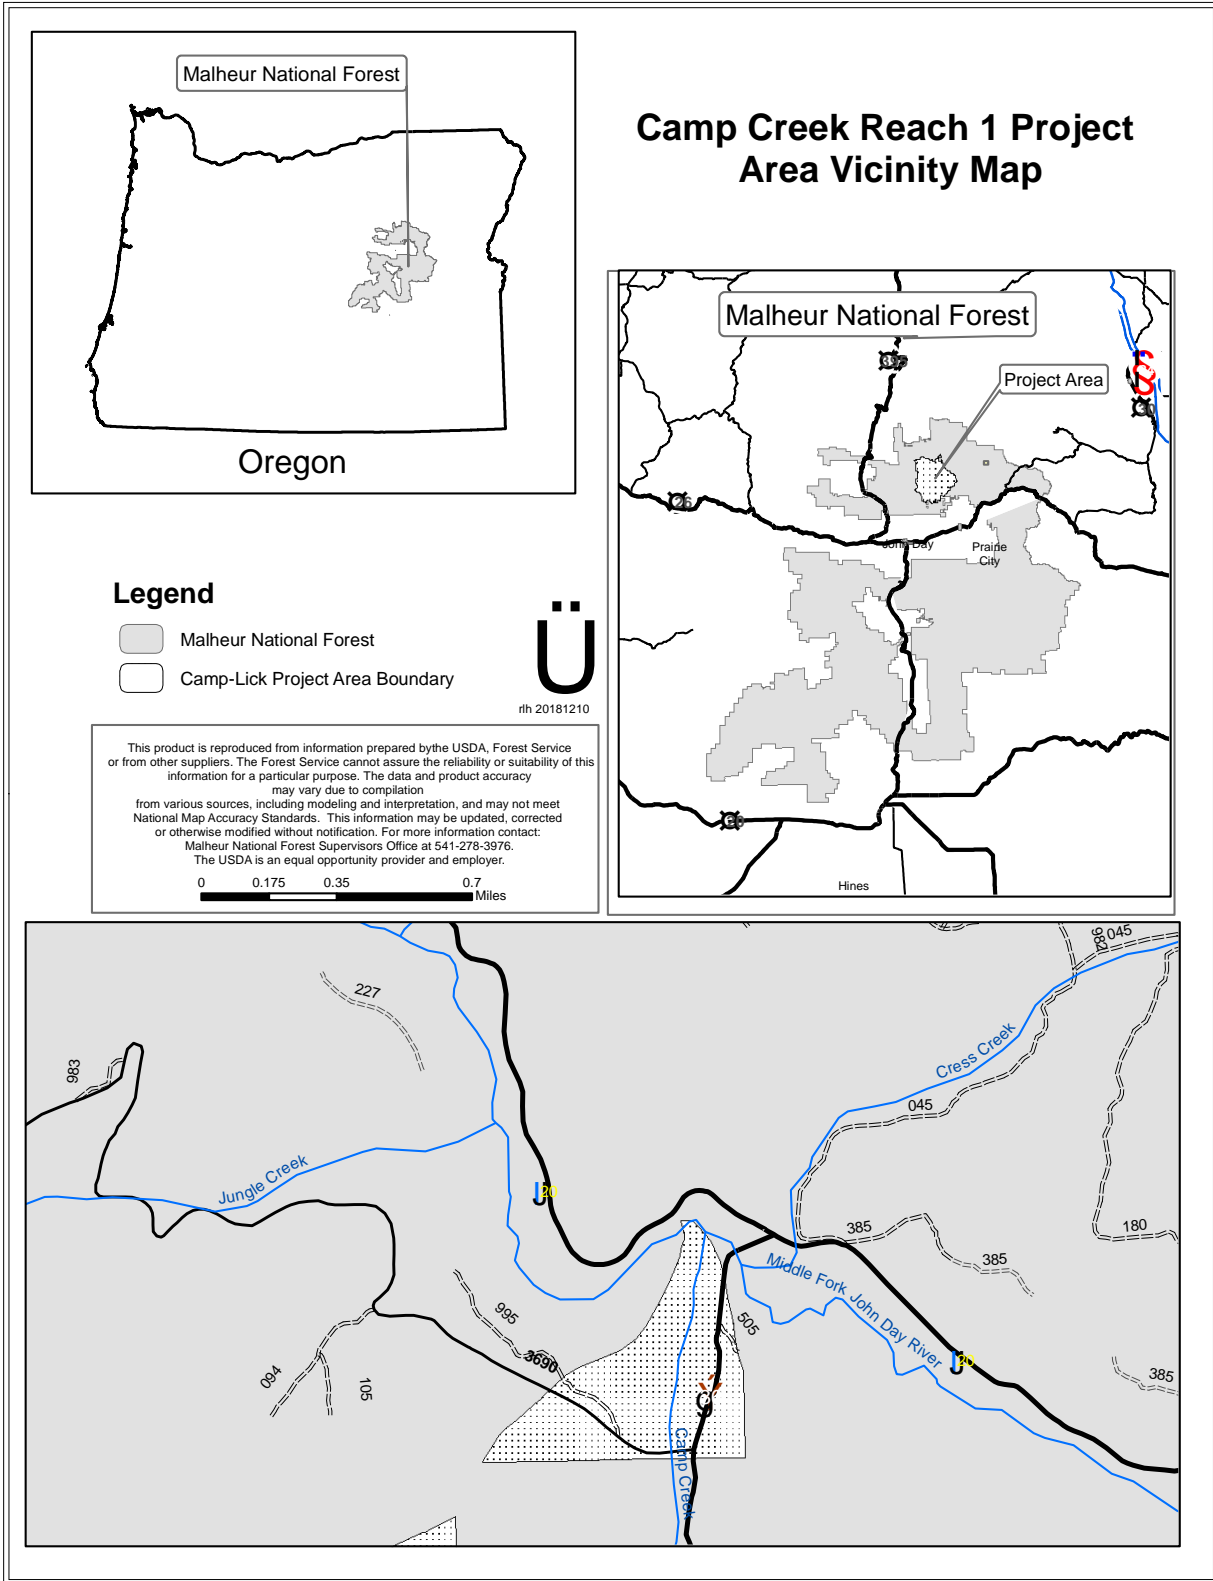 Malheur National Forest
Oregon
Camp Creek Reach 1 Project
Area Vicinity Map
Malheur National Forest
Project Area
26
30
John Day
Prairie
City
Hines
Legend
Malheur National Forest
Camp-Lick Project Area Boundary
Ü
rlh 20181210
This product is reproduced from information prepared bythe USDA, Forest Service
or from other suppliers. The Forest Service cannot assure the reliability or suitability of this
information for a particular purpose. The data and product accuracy
may vary due to compilation
from various sources, including modeling and interpretation, and may not meet
National Map Accuracy Standards. This information may be updated, corrected
or otherwise modified without notification. For more information contact:
Malheur National Forest Supervisors Office at 541-278-3976.
The USDA is an equal opportunity provider and employer.
0 0.175 0.35 0.7
Miles
982
045
227
983
Cress Creek
045
Jungle Creek
20
385
180
385
Middle Fork John Day River
995
505
3690
20
094
105
385
Camp Creek